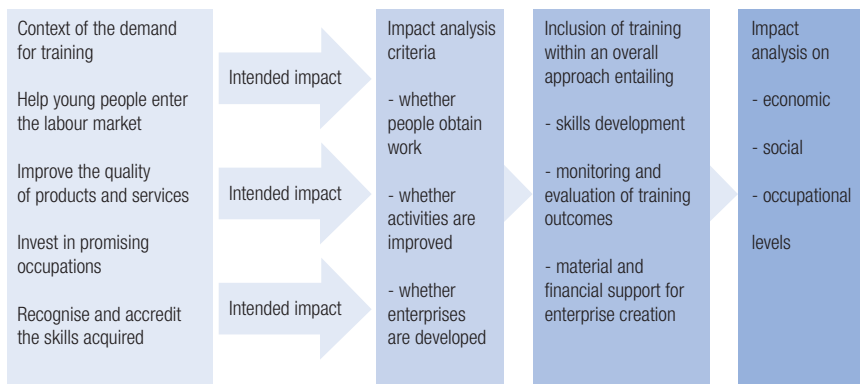 Context of the demand
for training
Help young people enter
the labour market
Improve the quality
of products and services
Invest in promising
occupations
Recognise and accredit
the skills acquired
Intended impact
Intended impact
Intended impact
Impact analysis
criteria
- whether
people obtain
work
- whether
activities are
improved
- whether
enterprises
are developed
Inclusion of training
within an overall
approach entailing
- skills development
- monitoring and
evaluation of training
outcomes
- material and
financial support for
enterprise creation
Impact
analysis on
- economic
- social
- occupational
levels